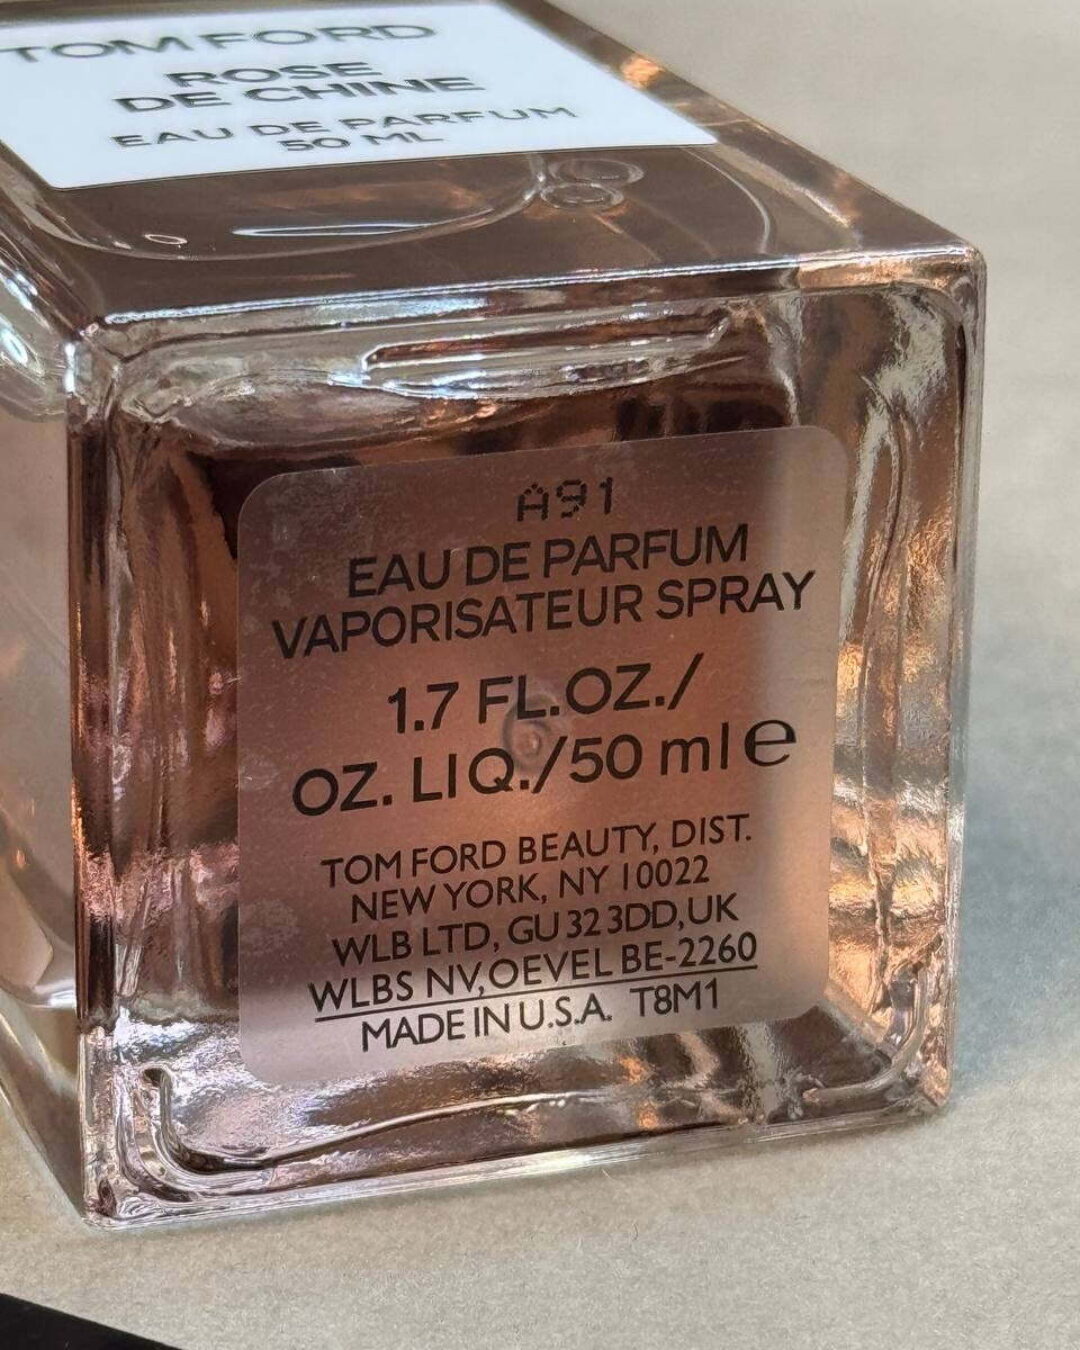 TOM FORD
ROSE
DE CHINE
EAU DE PARFUM
50 ML
A91
EAU DE PARFUM
VAPORISATEUR SPRAY
1.7 FL.OZ./
OZ. LIQ./50 ml e
TOM FORD BEAUTY, DIST.
NEW YORK, NY 10022
WLB LTD, GU32 3DD, UK
WLBS NV, OEVEL BE-2260
MADE IN U.S.A. T8M1